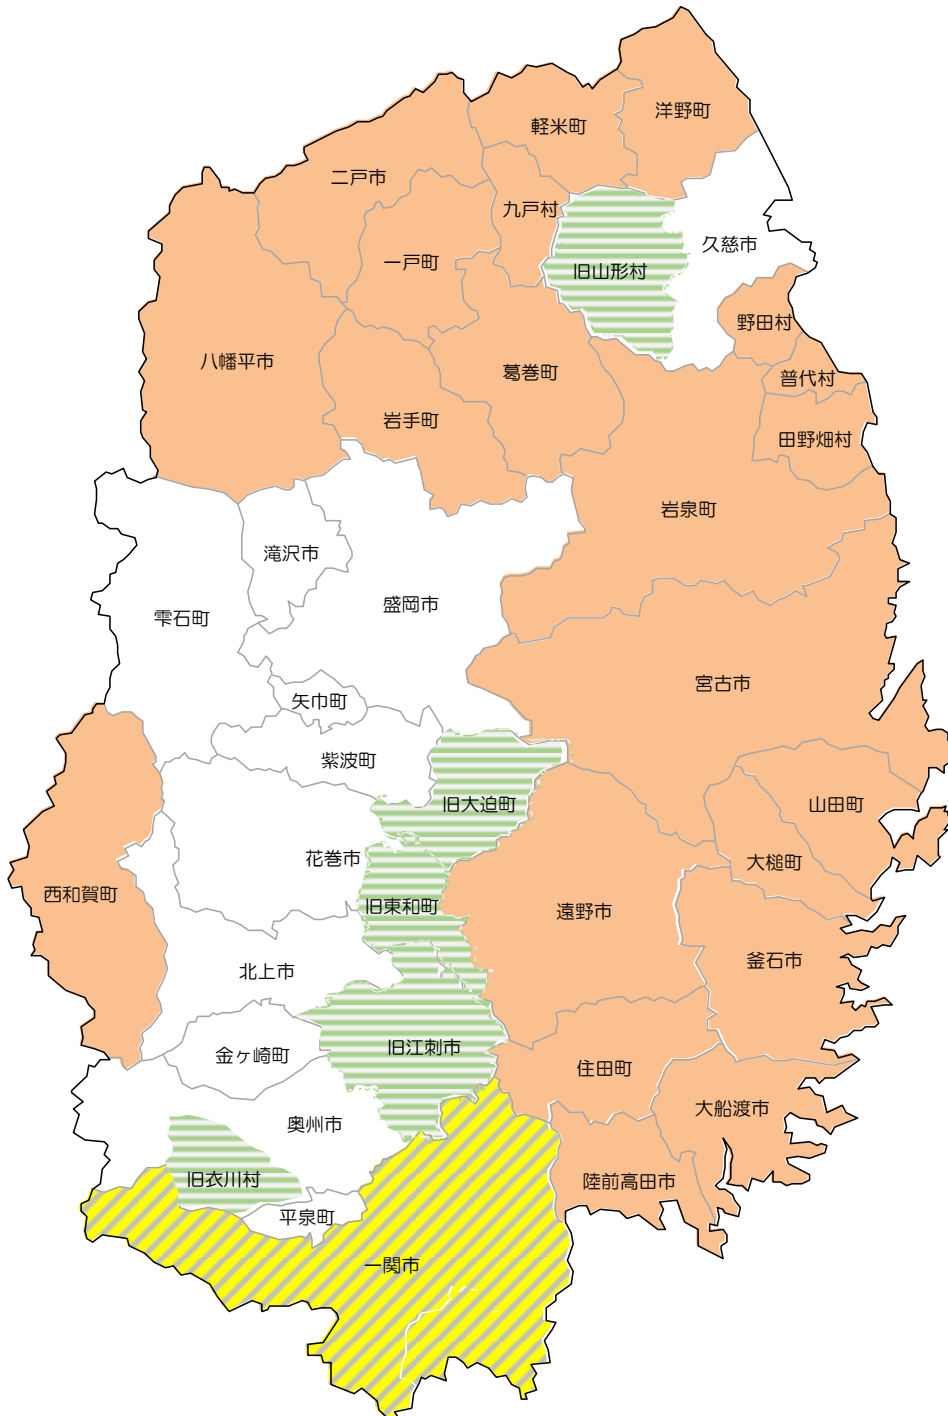 洋野町
軽米町
二戸市
九戸村
久慈市
一戸町
旧山形村
野田村
八幡平市
葛巻町
普代村
岩手町
田野畑村
岩泉町
滝沢市
盛岡市
雫石町
宮古市
矢巾町
紫波町
旧大迫町
山田町
花巻市
大槌町
西和賀町
旧東和町
遠野市
釜石市
北上市
旧江刺市
金ヶ崎町
住田町
大船渡市
奥州市
旧衣川村
陸前高田市
平泉町
一関市